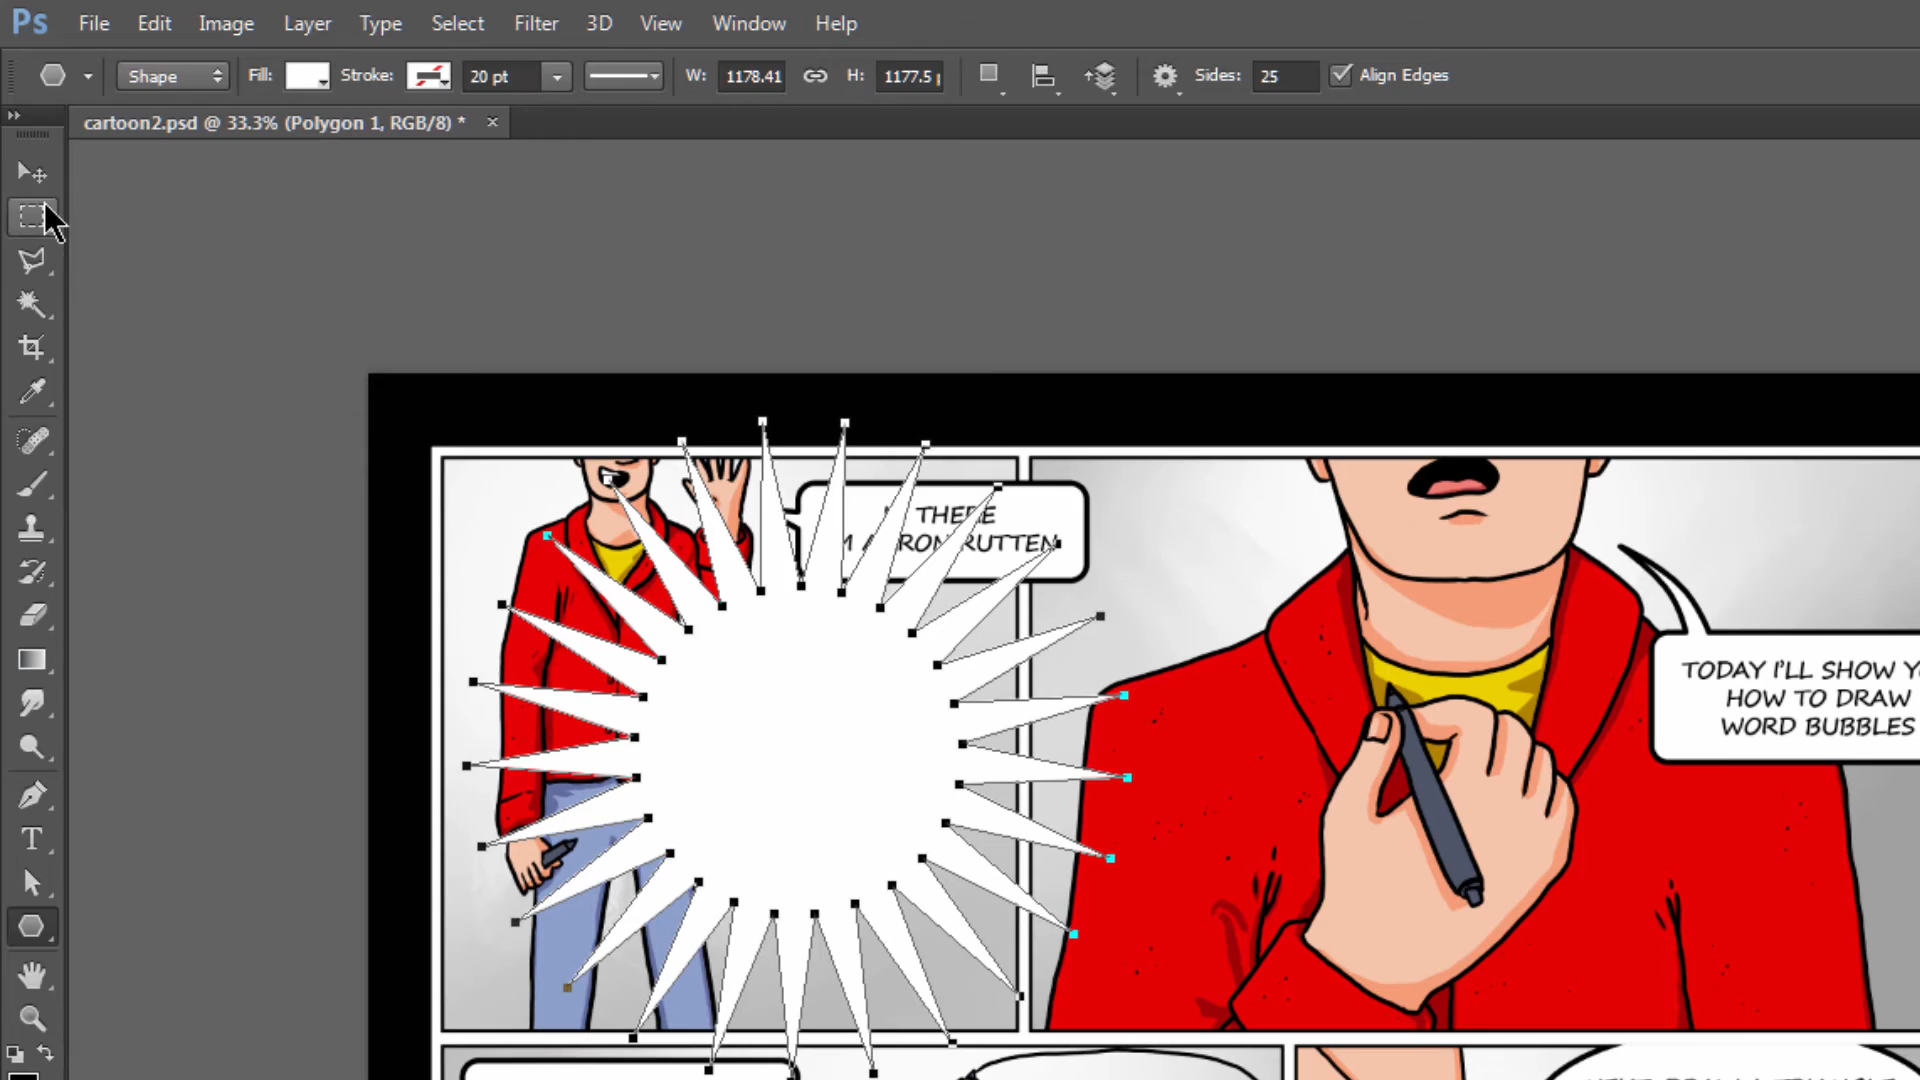 Ps File Edit Image Layer Type Select Filter 3D View Window Help
Shape Fill: Stroke: 20 pt W: 1178.41 H: 1177.5 Sides: 25 Align Edges
cartoon2.psd @ 33.3% (Polygon 1, RGB/8) * ×
THERE
RUTTEN
TODAY I'LL SHOW
HOW TO DRAW
WORD BUBBLES
T